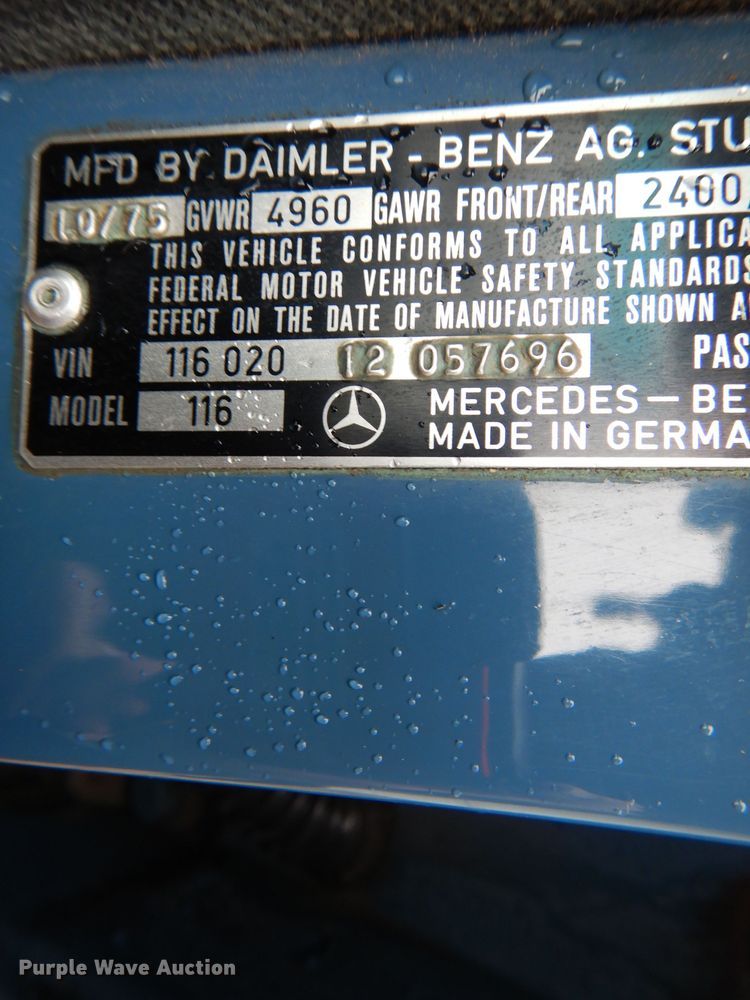 MFD BY DAIMLER - BENZ AG. STU
10/75 GVWR 4960 GAWR FRONT/REAR 2400
THIS VEHICLE CONFORMS TO ALL APPLICA
FEDERAL MOTOR VEHICLE SAFETY STANDARDS
EFFECT ON THE DATE OF MANUFACTURE SHOWN A
VIN 116 020 12 057696 PAS
MODEL 116 MERCEDES — BE
MADE IN GERMA
Purple Wave Auction